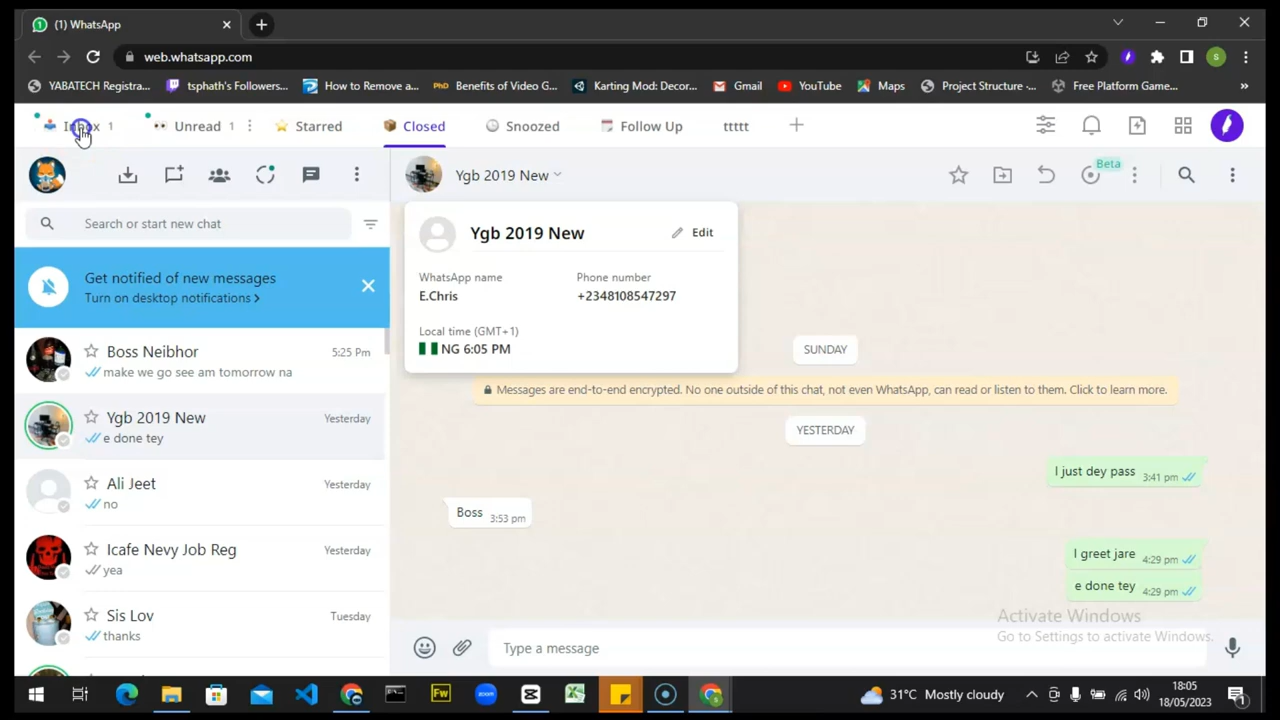 (1) WhatsApp
web.whatsapp.com
S
YABATECH Registra...
tsphath's Followers...
How to Remove a...
PhD Benefits of Video G...
Karting Mod: Decor...
Gmail
YouTube
Maps
Project Structure -...
Free Platform Game...
Inbox 1
Unread 1
Starred
Closed
Snoozed
Follow Up
ttttt
Ygb 2019 New
Beta
Search or start new chat
Ygb 2019 New
Edit
WhatsApp name
Phone number
E.Chris
+2348108547297
Local time (GMT+1)
NG 6:05 PM
Get notified of new messages
Turn on desktop notifications >
Boss Neibhor
5:25 Pm
make we go see am tomorrow na
Ygb 2019 New
Yesterday
e done tey
Ali Jeet
Yesterday
no
Icafe Nevy Job Reg
Yesterday
yea
Sis Lov
Tuesday
thanks
SUNDAY
Messages are end-to-end encrypted. No one outside of this chat, not even WhatsApp, can read or listen to them. Click to learn more.
YESTERDAY
I just dey pass 3:41 pm
Boss 3:53 pm
I greet jare 4:29 pm
e done tey 4:29 pm
Activate Windows
Go to Settings to activate Windows.
Type a message
Fw
zoom
31°C Mostly cloudy
18:05
18/05/2023
1